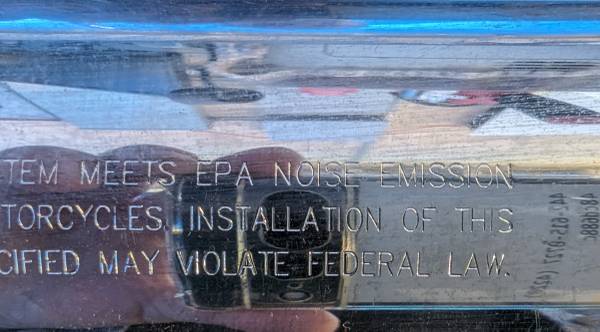 TEM MEETS EPA NOISE EMISSION
TORCYCLES. INSTALLATION OF THIS
CIFIED MAY VIOLATE FEDERAL LAW.